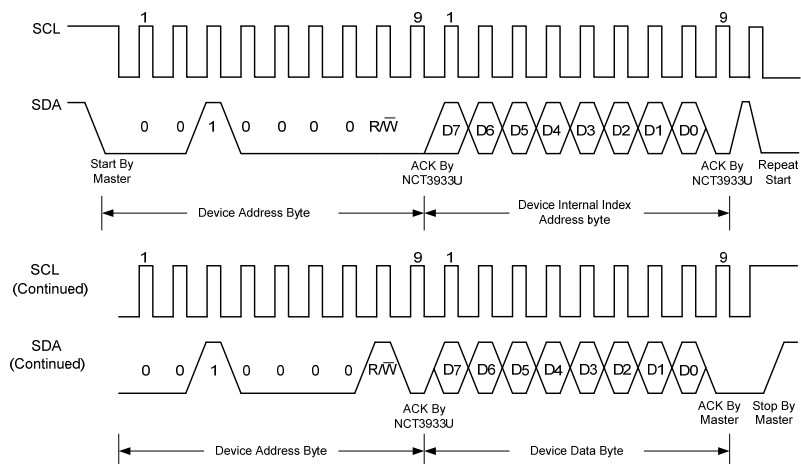 1 9 1 9
SCL
SDA
0 0 1 0 0 0 0 R/W̅ D7 D6 D5 D4 D3 D2 D1 D0
Start By
Master
ACK By
NCT3933U
ACK By
NCT3933U
Repeat
Start
Device Address Byte
Device Internal Index
Address byte
1 9 1 9
SCL
(Continued)
SDA
(Continued)
0 0 1 0 0 0 0 R/W̅ D7 D6 D5 D4 D3 D2 D1 D0
ACK By
NCT3933U
ACK By
Master
Stop By
Master
Device Address Byte
Device Data Byte